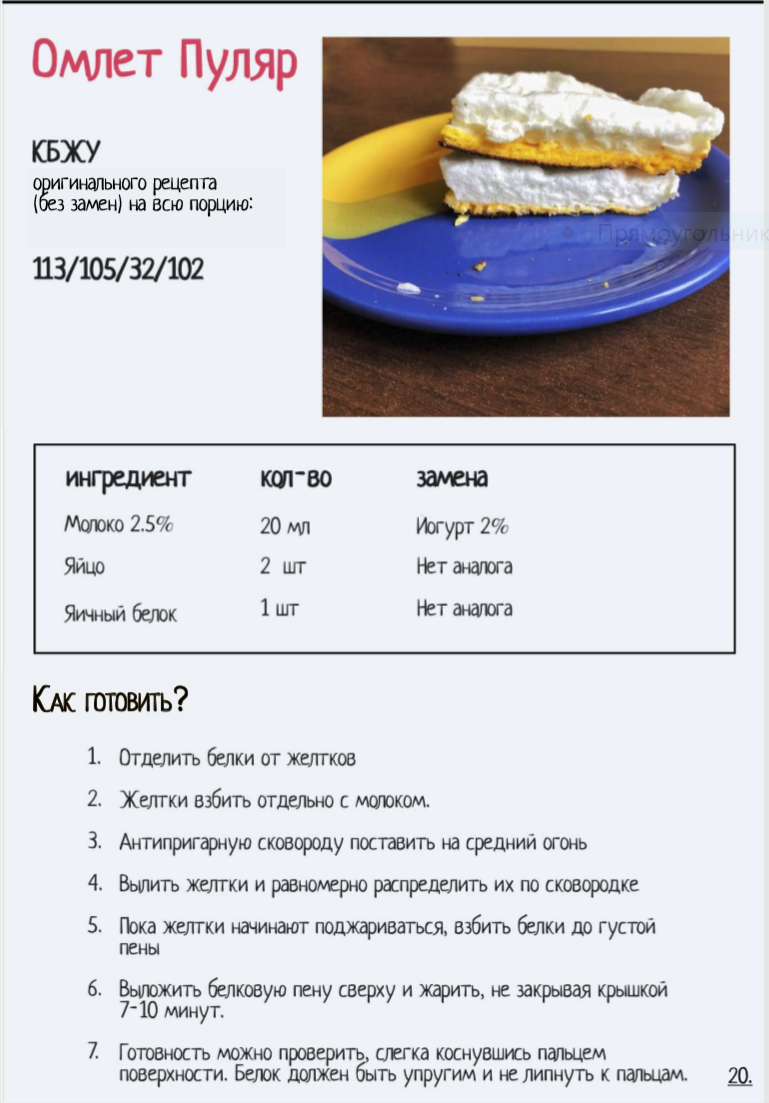 Омлет Пуляр
КБЖУ
оригинального рецепта
(без замен) на всю порцию:
113/105/32/102
Прямоугольник
ингредиент кол-во замена
Молоко 2.5% 20 мл Йогурт 2%
Яйцо 2 шт Нет аналога
Яичный белок 1 шт Нет аналога
Как готовить?
1. Отделить белки от желтков
2. Желтки взбить отдельно с молоком.
3. Антипригарную сковороду поставить на средний огонь
4. Вылить желтки и равномерно распределить их по сковородке
5. Пока желтки начинают поджариваться, взбить белки до густой
пены
6. Выложить белковую пену сверху и жарить, не закрывая крышкой
7-10 минут.
7. Готовность можно проверить, слегка коснувшись пальцем
поверхности. Белок должен быть упругим и не липнуть к пальцам.
20.